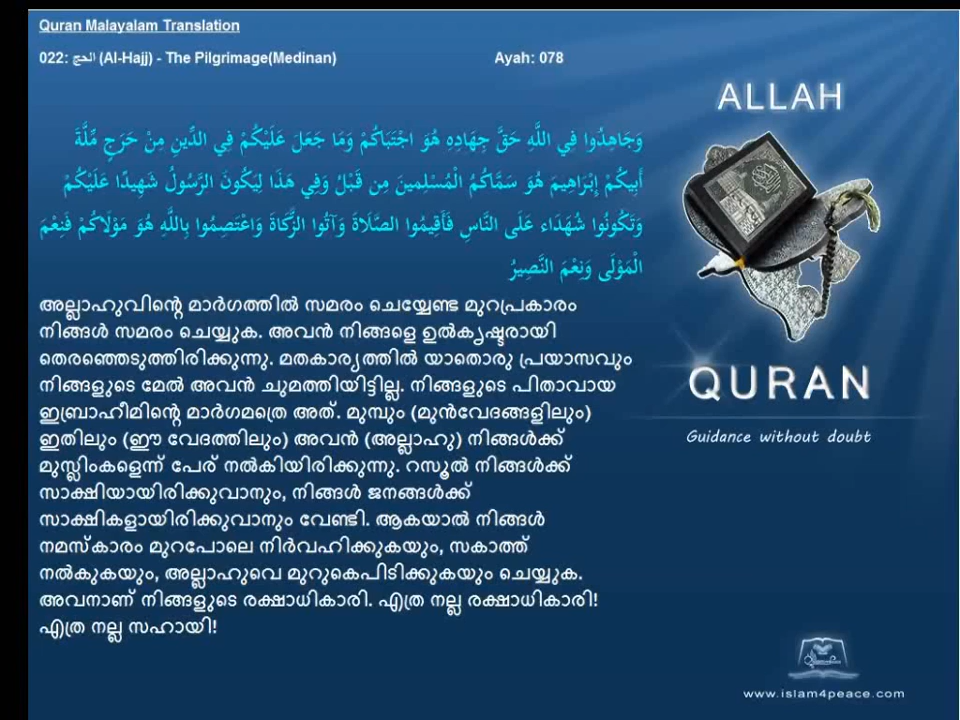 Quran Malayalam Translation
022: الحج (Al-Hajj) - The Pilgrimage(Medinan) Ayah: 078
وَجَاهِدُوا فِي اللَّهِ حَقَّ جِهَادِهِ هُوَ اجْتَبَاكُمْ وَمَا جَعَلَ عَلَيْكُمْ فِي الدِّينِ مِنْ حَرَجٍ مِّلَّةَ
أَبِيكُمْ إِبْرَاهِيمَ هُوَ سَمَّاكُمُ الْمُسْلِمينَ مِن قَبْلُ وَفِي هَذَا لِيَكُونَ الرَّسُولُ شَهِيدًا عَلَيْكُمْ
وَتَكُونُوا شُهَدَاء عَلَى النَّاسِ فَأَقِيمُوا الصَّلَاةَ وَآتُوا الزَّكَاةَ وَاعْتَصِمُوا بِاللَّهِ هُوَ مَوْلَاكُمْ فَنِعْمَ
الْمَوْلَى وَنِعْمَ النَّصِيرُ
അല്ലാഹുവിന്റെ മാർഗത്തിൽ സമരം ചെയ്യേണ്ട മുറപ്രകാരം
നിങ്ങൾ സമരം ചെയ്യുക. അവൻ നിങ്ങളെ ഉൽകൃഷ്ടരായി
തെരഞ്ഞെടുത്തിരിക്കുന്നു. മതകാര്യത്തിൽ യാതൊരു പ്രയാസവും
നിങ്ങളുടെ മേൽ അവൻ ചുമത്തിയിട്ടില്ല. നിങ്ങളുടെ പിതാവായ
ഇബ്രാഹീമിന്റെ മാർഗമത്രെ അത്. മുമ്പും (മുൻവേദങ്ങളിലും)
ഇതിലും (ഈ വേദത്തിലും) അവൻ (അല്ലാഹു) നിങ്ങൾക്ക്
മുസ്ലിംകളെന്ന് പേര് നൽകിയിരിക്കുന്നു. റസൂൽ നിങ്ങൾക്ക്
സാക്ഷിയായിരിക്കുവാനും, നിങ്ങൾ ജനങ്ങൾക്ക്
സാക്ഷികളായിരിക്കുവാനും വേണ്ടി. ആകയാൽ നിങ്ങൾ
നമസ്കാരം മുറപോലെ നിർവഹിക്കുകയും, സകാത്ത്
നൽകുകയും, അല്ലാഹുവെ മുറുകെപിടിക്കുകയും ചെയ്യുക.
അവനാണ് നിങ്ങളുടെ രക്ഷാധികാരി. എത്ര നല്ല രക്ഷാധികാരി!
എത്ര നല്ല സഹായി!
ALLAH
QURAN
Guidance without doubt
www.islam4peace.com